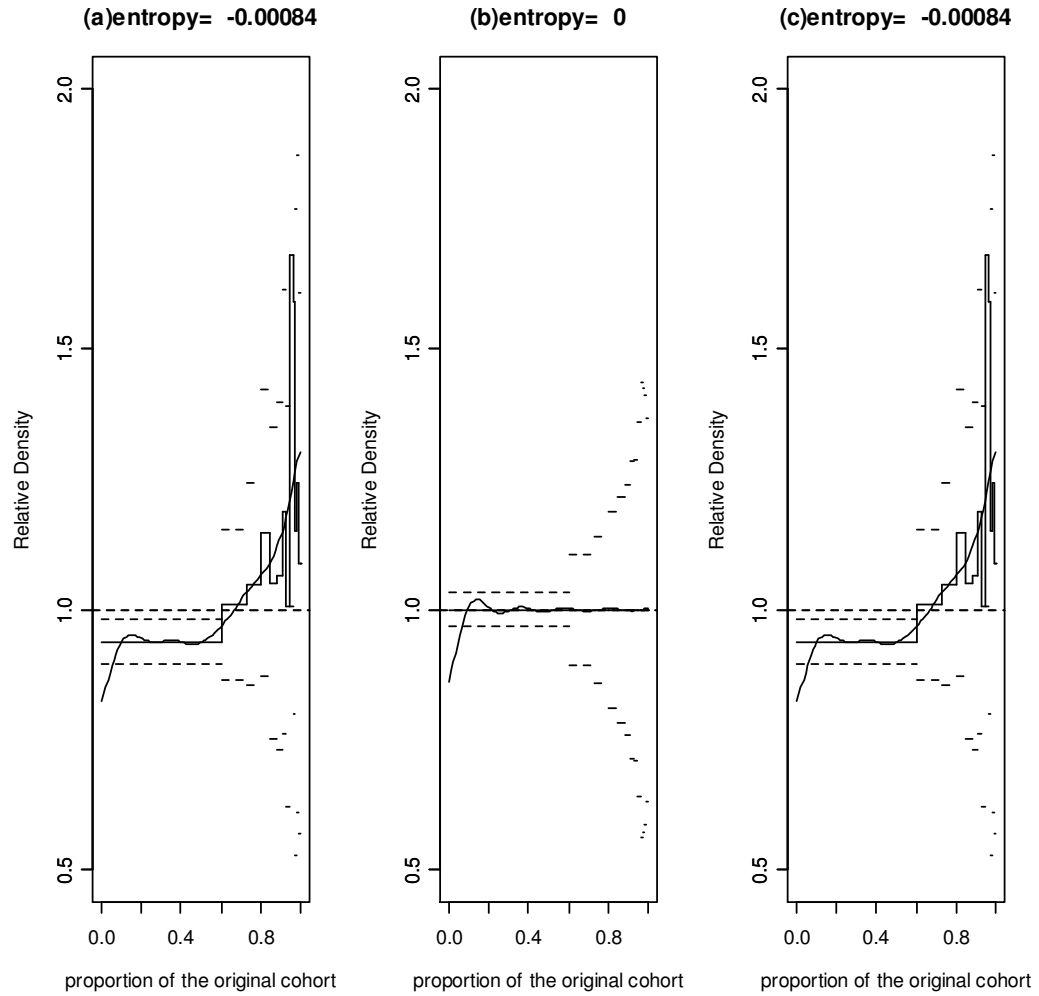 (a)entropy= -0.00084
Relative Density
2.0
1.5
1.0
0.5
0.0
0.4
0.8
proportion of the original cohort
(b)entropy= 0
Relative Density
2.0
1.5
1.0
0.5
0.0
0.4
0.8
proportion of the original cohort
(c)entropy= -0.00084
Relative Density
2.0
1.5
1.0
0.5
0.0
0.4
0.8
proportion of the original cohort